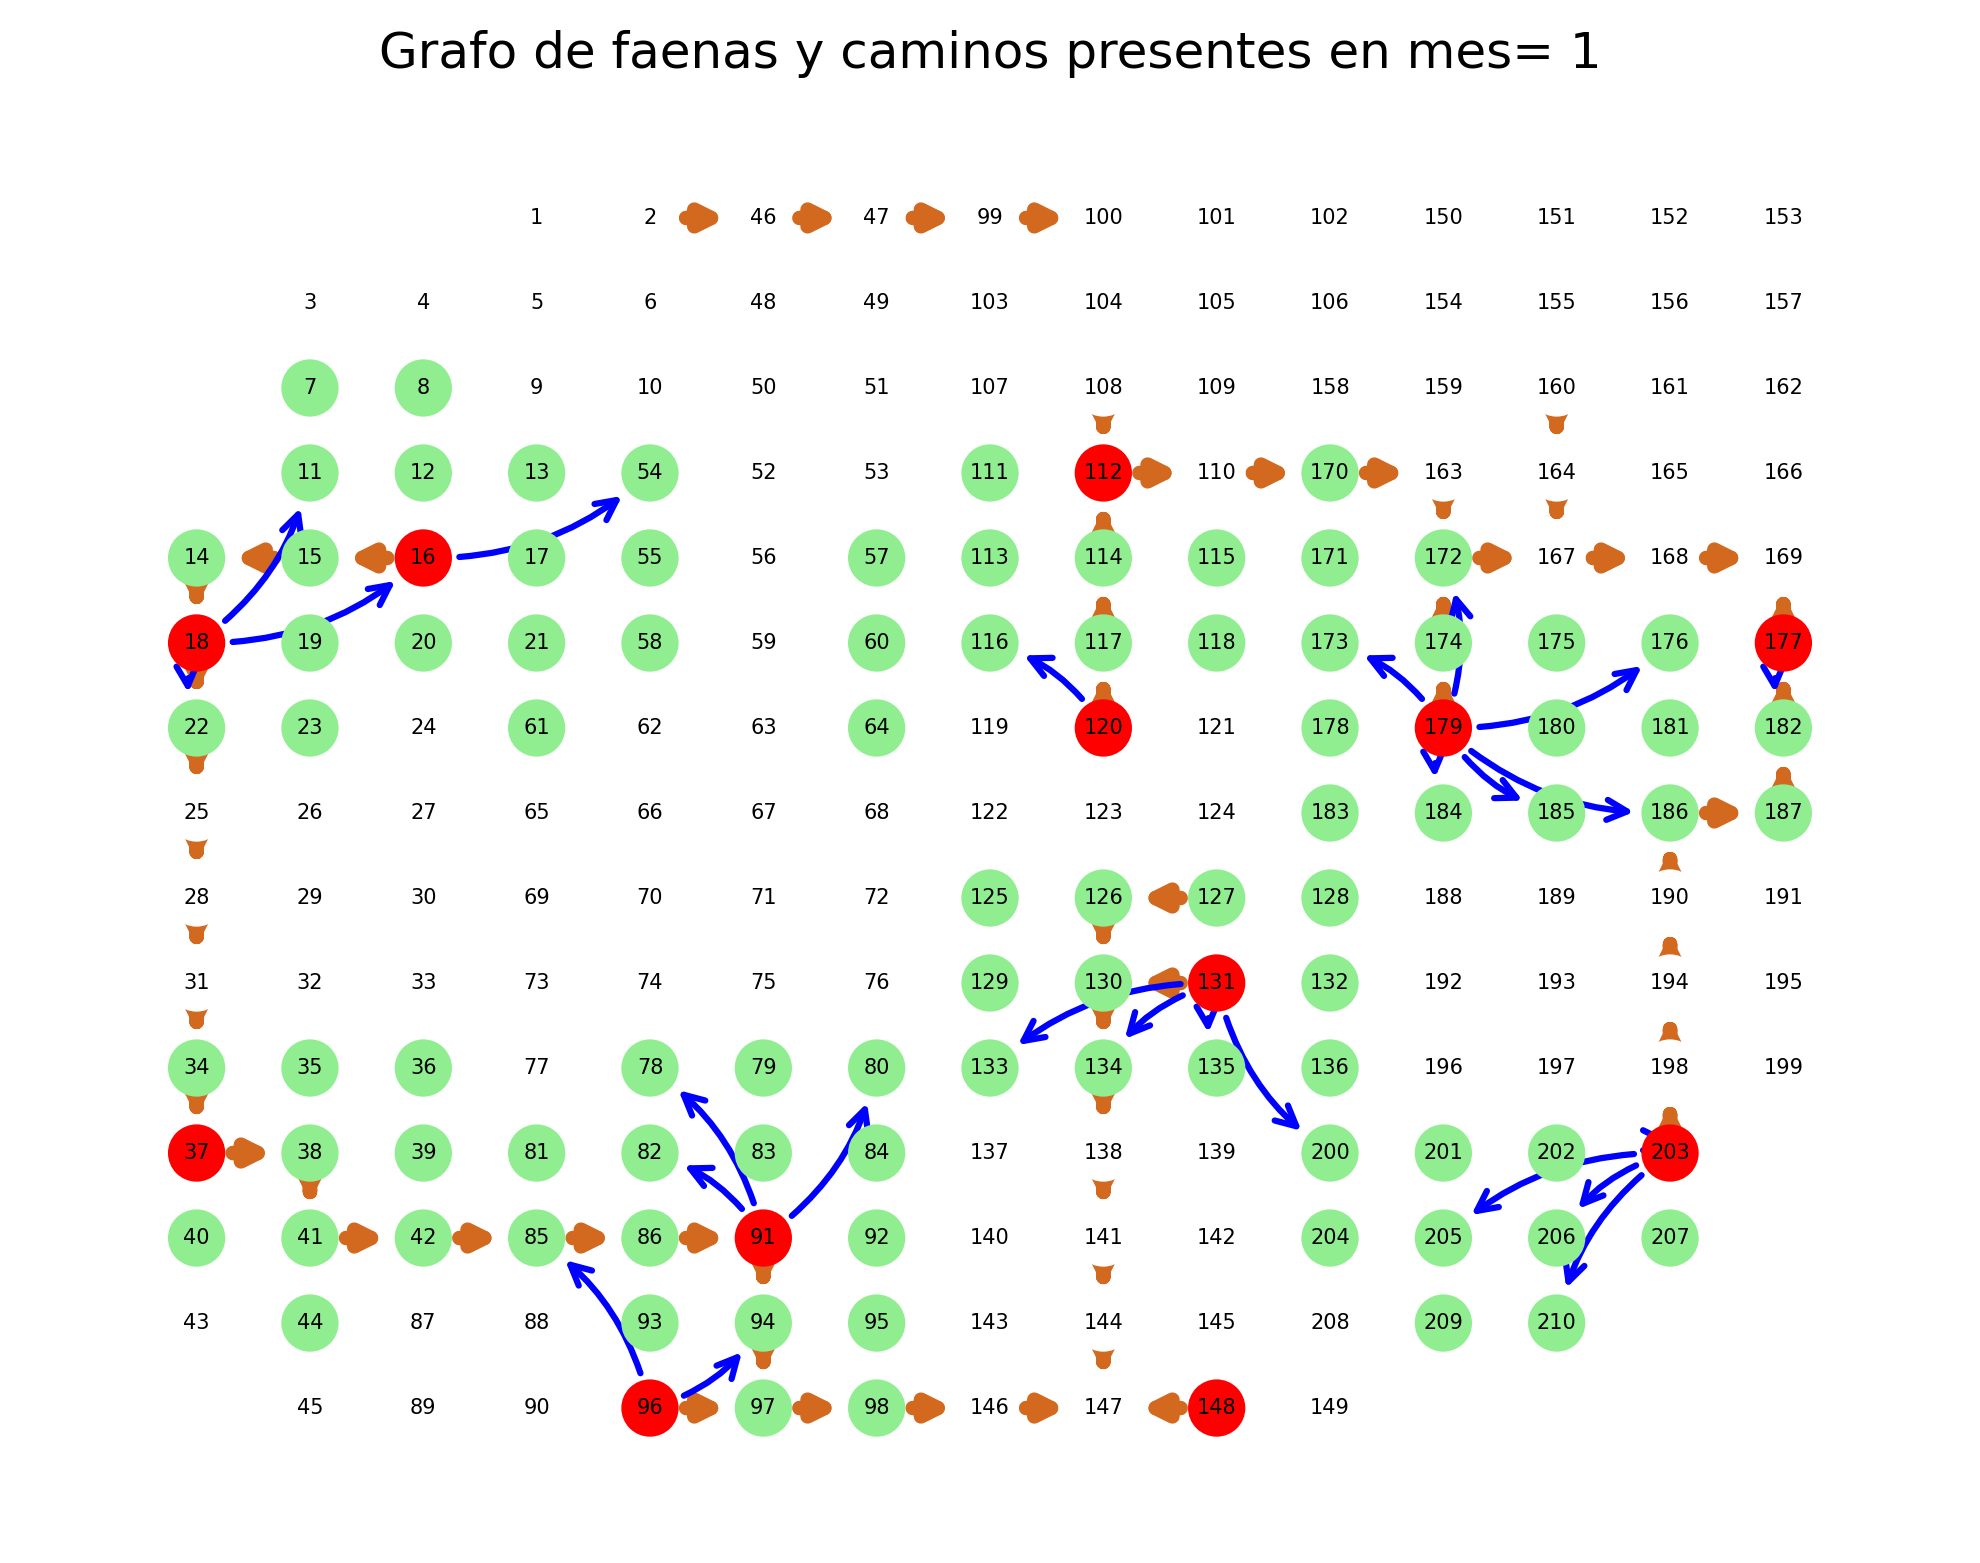 Grafo de faenas y caminos presentes en mes= 1
1 2 46 47 99 100 101 102 150 151 152 153
3 4 5 6 48 49 103 104 105 106 154 155 156 157
7 8 9 10 50 51 107 108 109 158 159 160 161 162
11 12 13 54 52 53 111 112 110 170 163 164 165 166
14 15 16 17 55 56 57 113 114 115 171 172 167 168 169
18 19 20 21 58 59 60 116 117 118 173 174 175 176 177
22 23 24 61 62 63 64 119 120 121 178 179 180 181 182
25 26 27 65 66 67 68 122 123 124 183 184 185 186 187
28 29 30 69 70 71 72 125 126 127 128 188 189 190 191
31 32 33 73 74 75 76 129 130 131 132 192 193 194 195
34 35 36 77 78 79 80 133 134 135 136 196 197 198 199
37 38 39 81 82 83 84 137 138 139 200 201 202 203
40 41 42 85 86 91 92 140 141 142 204 205 206 207
43 44 87 88 93 94 95 143 144 145 208 209 210
45 89 90 96 97 98 146 147 148 149